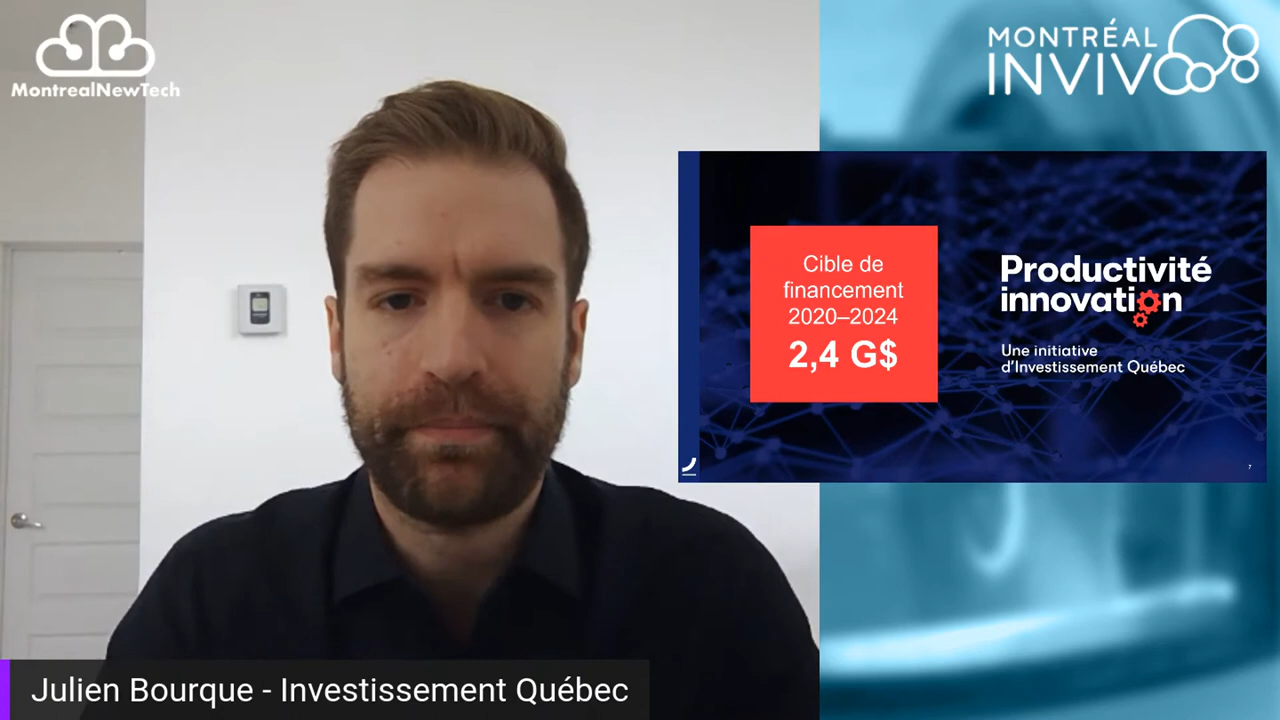 MontrealNewTech
MONTRÉAL
INVIVO
Cible de
financement
2020–2024
2,4 G$
Productivité
innovation
Une initiative
d'Investissement Québec
7
Julien Bourque - Investissement Québec